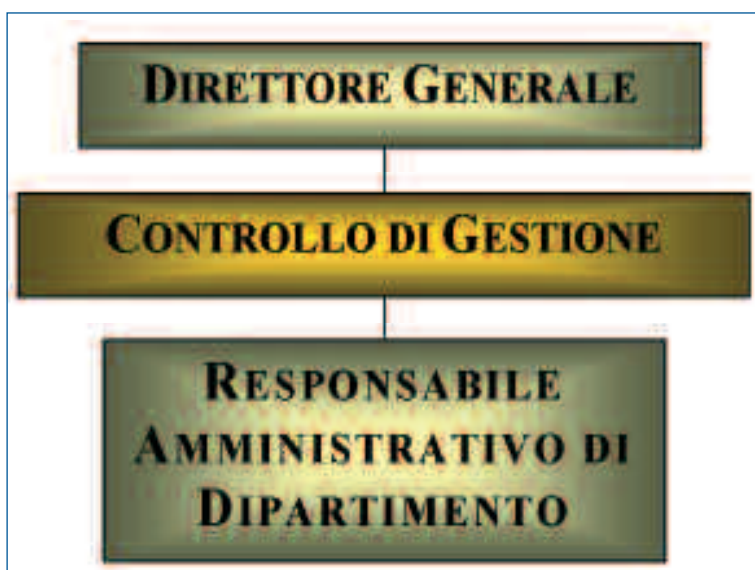 DIRETTORE GENERALE
CONTROLLO DI GESTIONE
RESPONSABILE
AMMINISTRATIVO DI
DIPARTIMENTO